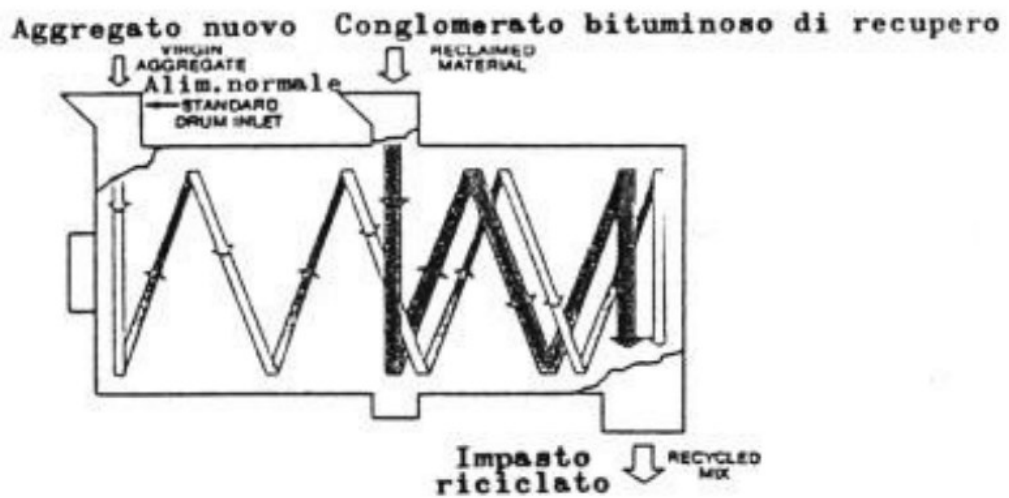 Aggregato nuovo
Conglomerato bituminoso di recupero
VIRGIN
AGGREGATE
RECLAIMED
MATERIAL
Alim.normale
STANDARD
DRUM INLET
Impasto
riciclato
RECYCLED
MIX